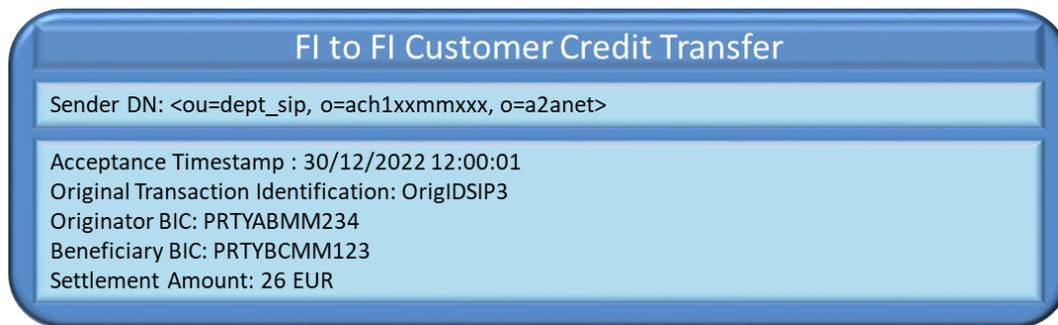 FI to FI Customer Credit Transfer
Sender DN: <ou=dept_sip, o=ach1xxmmxxx, o=a2anet>
Acceptance Timestamp : 30/12/2022 12:00:01
Original Transaction Identification: OrigIDSIP3
Originator BIC: PRTYABMM234
Beneficiary BIC: PRTYBCMM123
Settlement Amount: 26 EUR